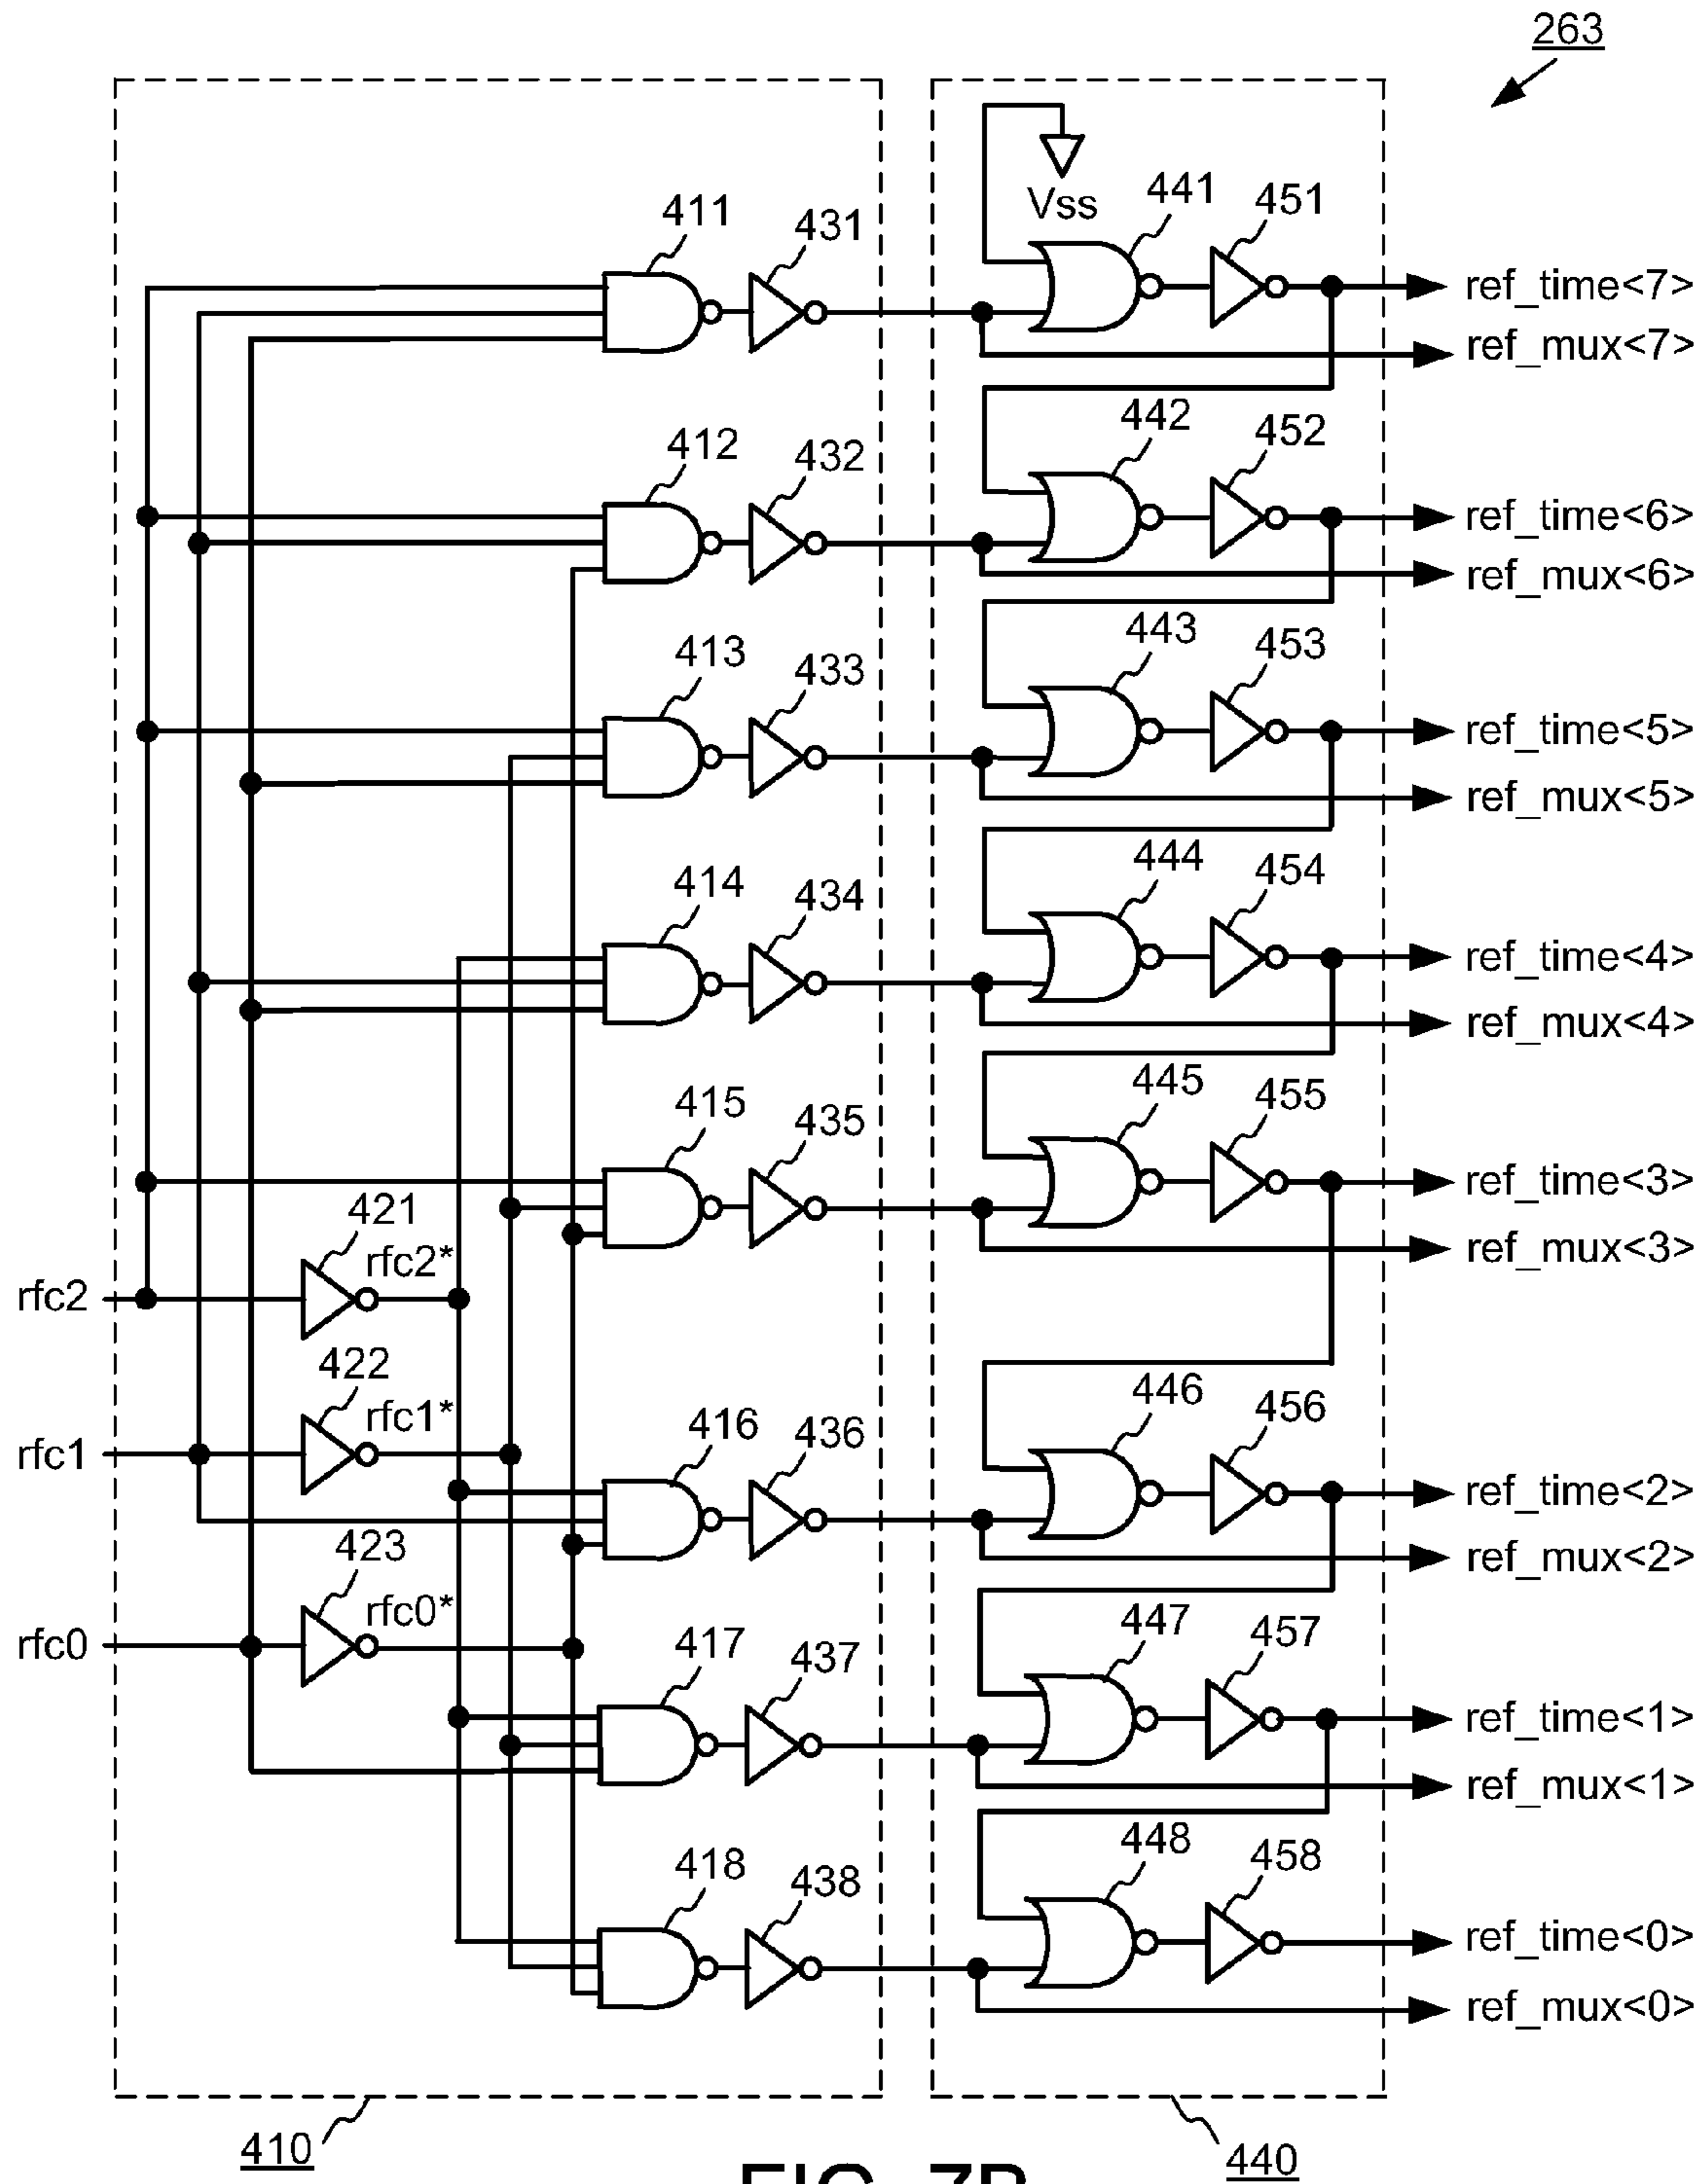 263
Vss
441
451
411
431
ref_time<7>
ref_mux<7>
442
452
412
432
ref_time<6>
ref_mux<6>
443
453
413
433
ref_time<5>
ref_mux<5>
444
454
414
434
ref_time<4>
ref_mux<4>
445
455
415
435
ref_time<3>
421
rfc2*
ref_mux<3>
rfc2
422
446
456
rfc1*
416
436
rfc1
ref_time<2>
423
ref_mux<2>
rfc0*
447
457
rfc0
417
437
ref_time<1>
ref_mux<1>
448
458
418
438
ref_time<0>
ref_mux<0>
410
440
FIG. 7B